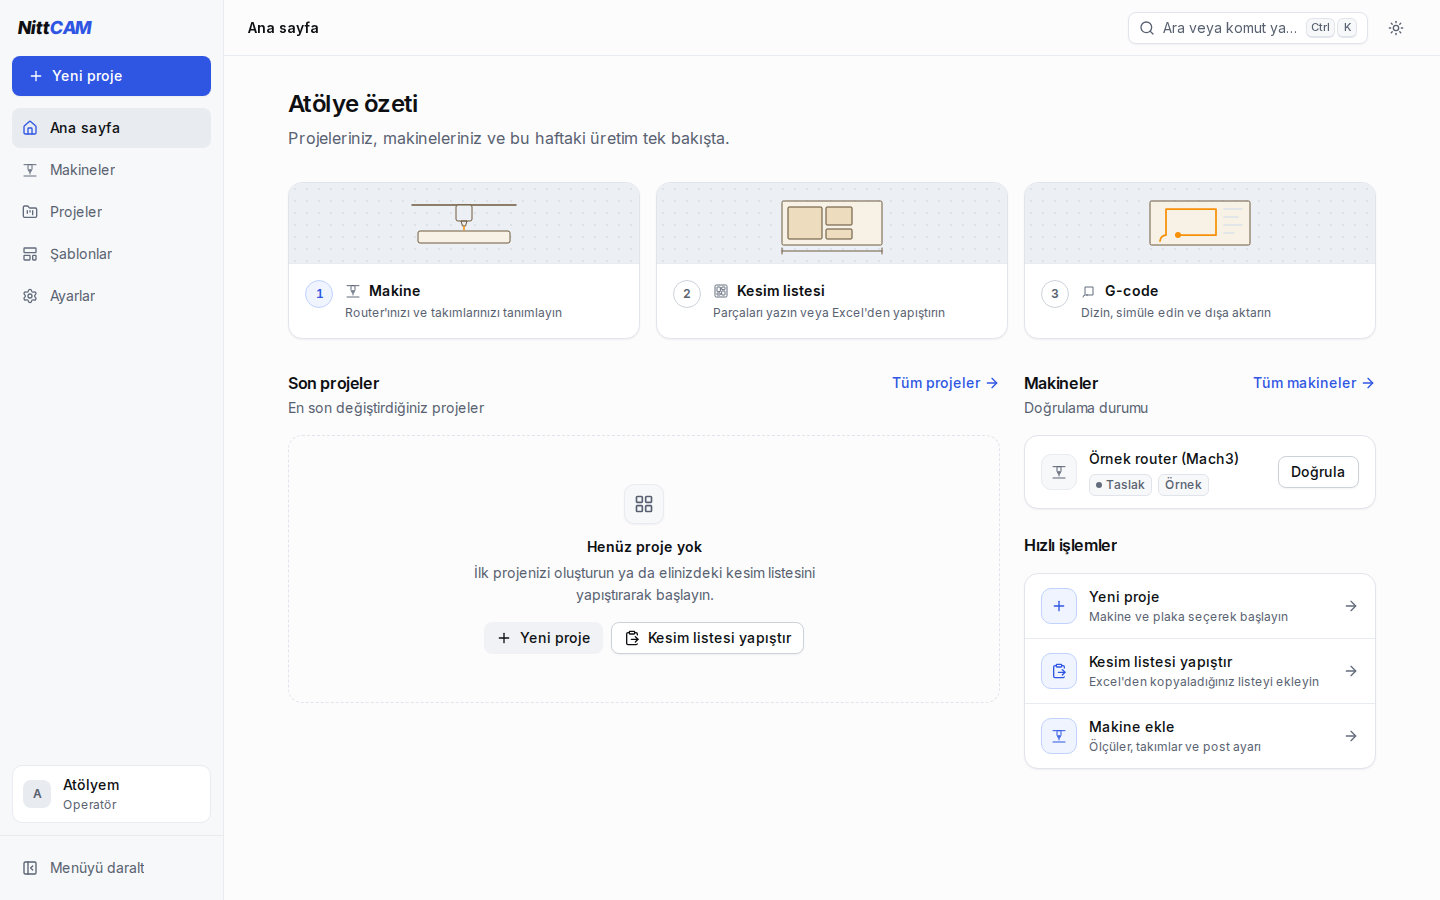 NittCAM
Yeni proje
Ana sayfa
Makineler
Projeler
Şablonlar
Ayarlar
A
Atölyem
Operatör
Menüyü daralt
Ana sayfa
Ara veya komut ya...
Ctrl K
Atölye özeti
Projeleriniz, makineleriniz ve bu haftaki üretim tek bakışta.
1 Makine
Router'ınızı ve takımlarınızı tanımlayın
2 Kesim listesi
Parçaları yazın veya Excel'den yapıştırın
3 G-code
Dizin, simüle edin ve dışa aktarın
Son projeler
Tüm projeler
En son değiştirdiğiniz projeler
Henüz proje yok
İlk projenizi oluşturun ya da elinizdeki kesim listesini
yapıştırarak başlayın.
Yeni proje
Kesim listesi yapıştır
Makineler
Tüm makineler
Doğrulama durumu
Örnek router (Mach3)
Taslak
Örnek
Doğrula
Hızlı işlemler
Yeni proje
Makine ve plaka seçerek başlayın
Kesim listesi yapıştır
Excel'den kopyaladığınız listeyi ekleyin
Makine ekle
Ölçüler, takımlar ve post ayarı